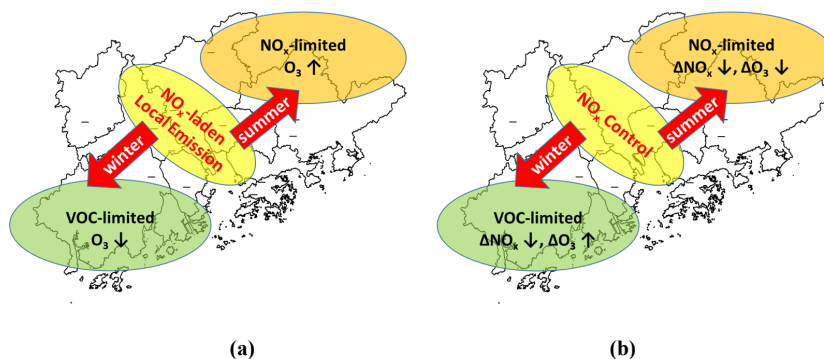 NOₓ-limited
O₃ ↑
NOₓ-laden
Local Emission
summer
winter
VOC-limited
O₃ ↓
(a)
NOₓ-limited
ΔNOₓ ↓, ΔO₃ ↓
NOₓ Control
summer
winter
VOC-limited
ΔNOₓ ↓, ΔO₃ ↑
(b)